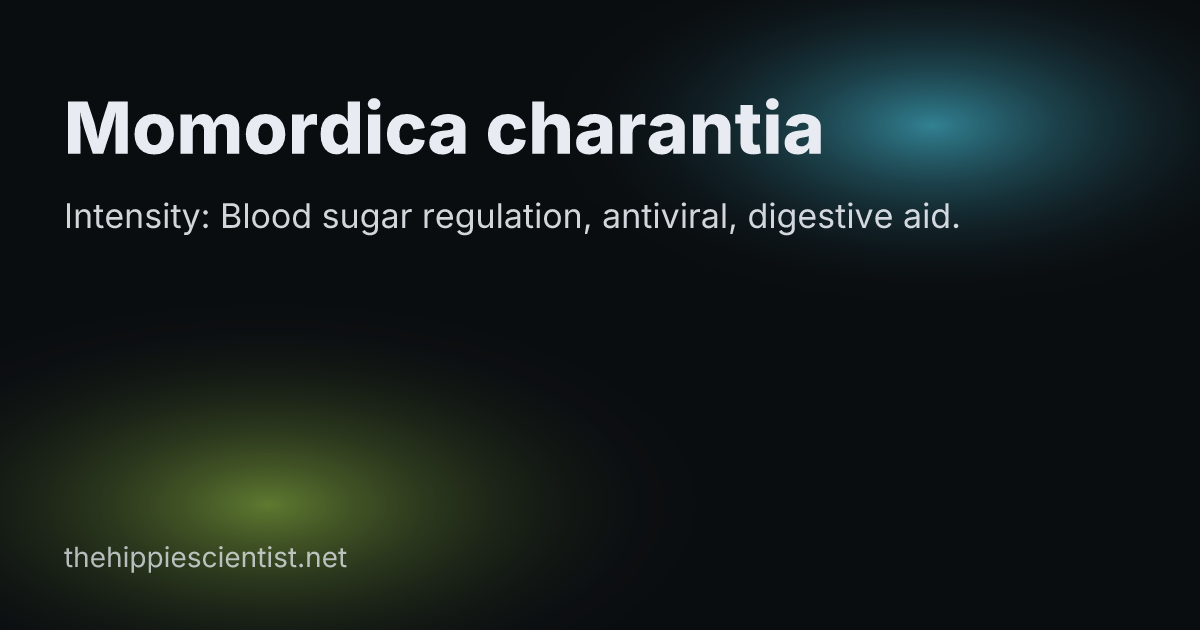 Momordica charantia
Intensity: Blood sugar regulation, antiviral, digestive aid.
thehippiescientist.net